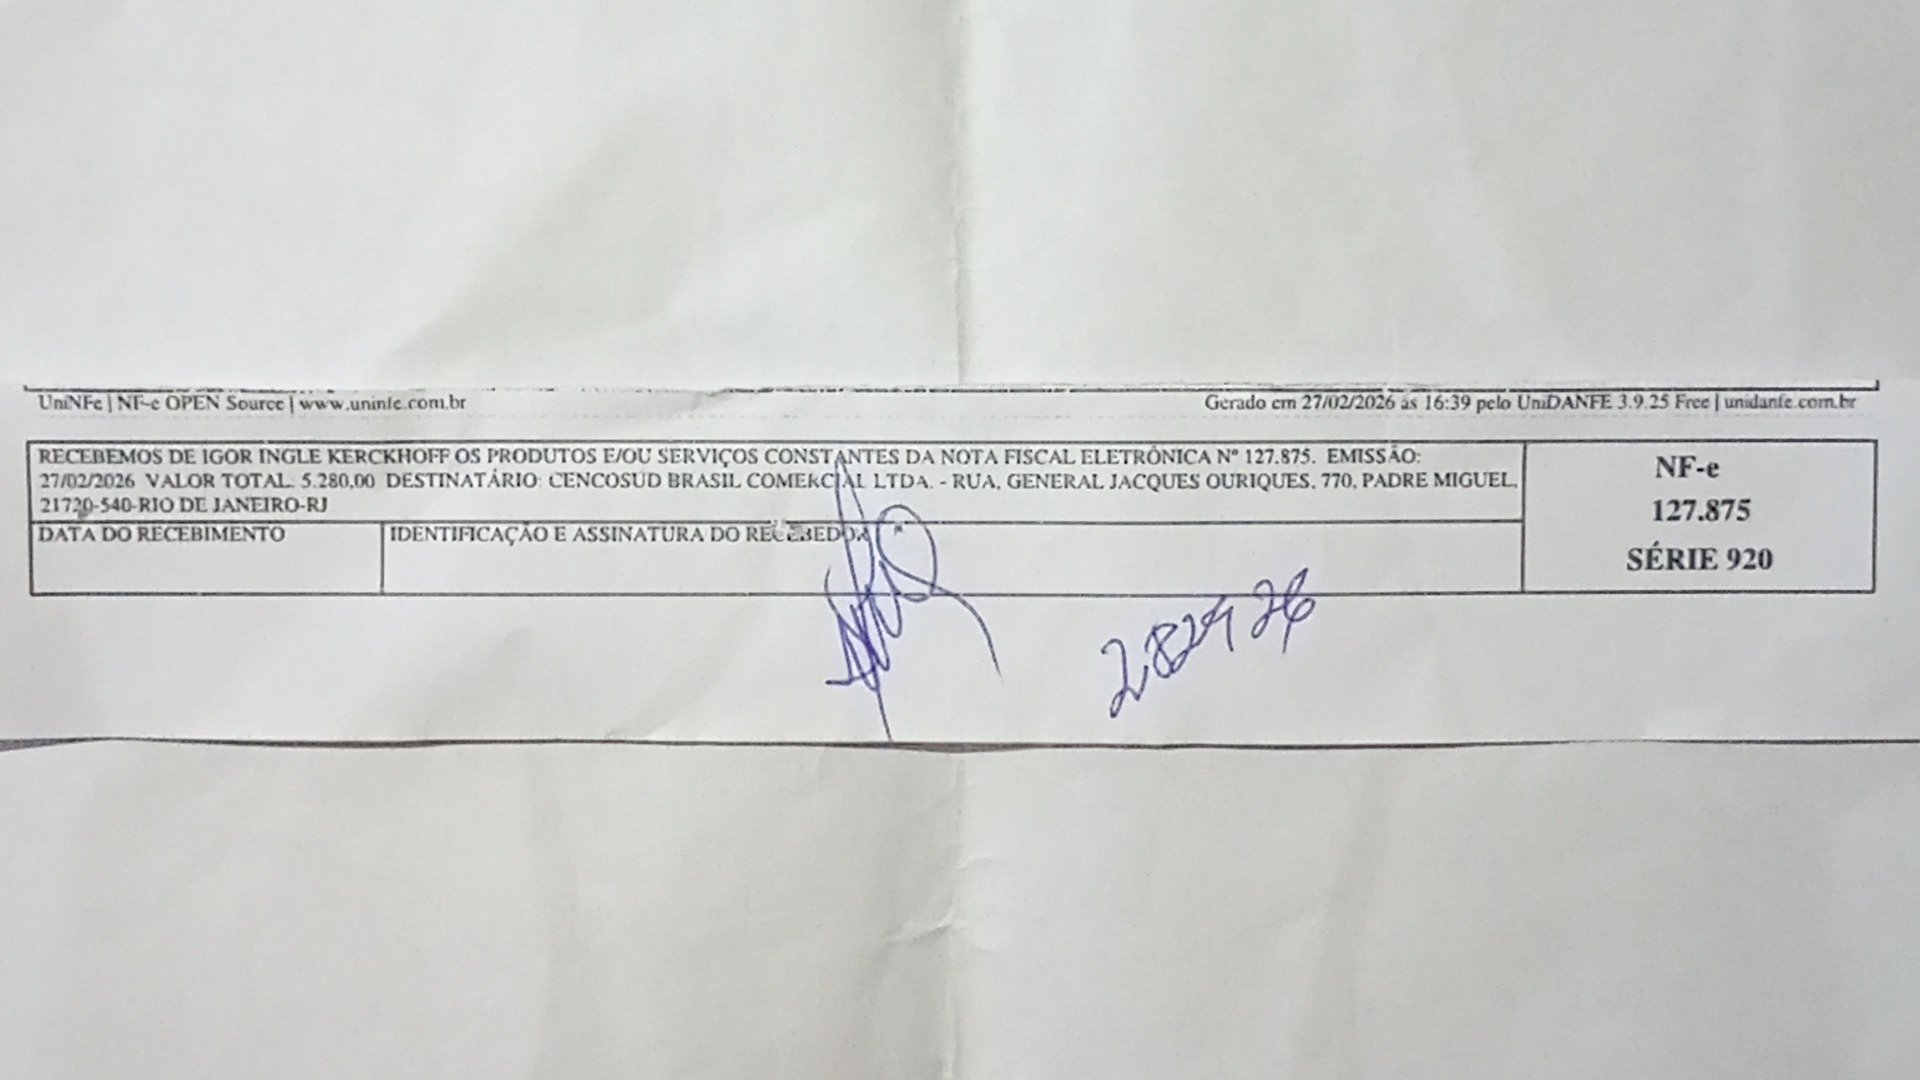 UniNFe | NF-e OPEN Source | www.uninfe.com.br
Gerado em 27/02/2026 às 16:39 pelo UniDANFE 3.9.25 Free | unidanfe.com.br
RECEBEMOS DE IGOR INGLE KERCKHOFF OS PRODUTOS E/OU SERVIÇOS CONSTANTES DA NOTA FISCAL ELETRÔNICA Nº 127.875. EMISSÃO:
27/02/2026 VALOR TOTAL: 5.280,00 DESTINATÁRIO: CENCOSUD BRASIL COMERCIAL LTDA. - RUA, GENERAL JACQUES OURIQUES, 770, PADRE MIGUEL,
21720-540-RIO DE JANEIRO-RJ
DATA DO RECEBIMENTO
IDENTIFICAÇÃO E ASSINATURA DO RECEBEDOR
NF-e
127.875
SÉRIE 920